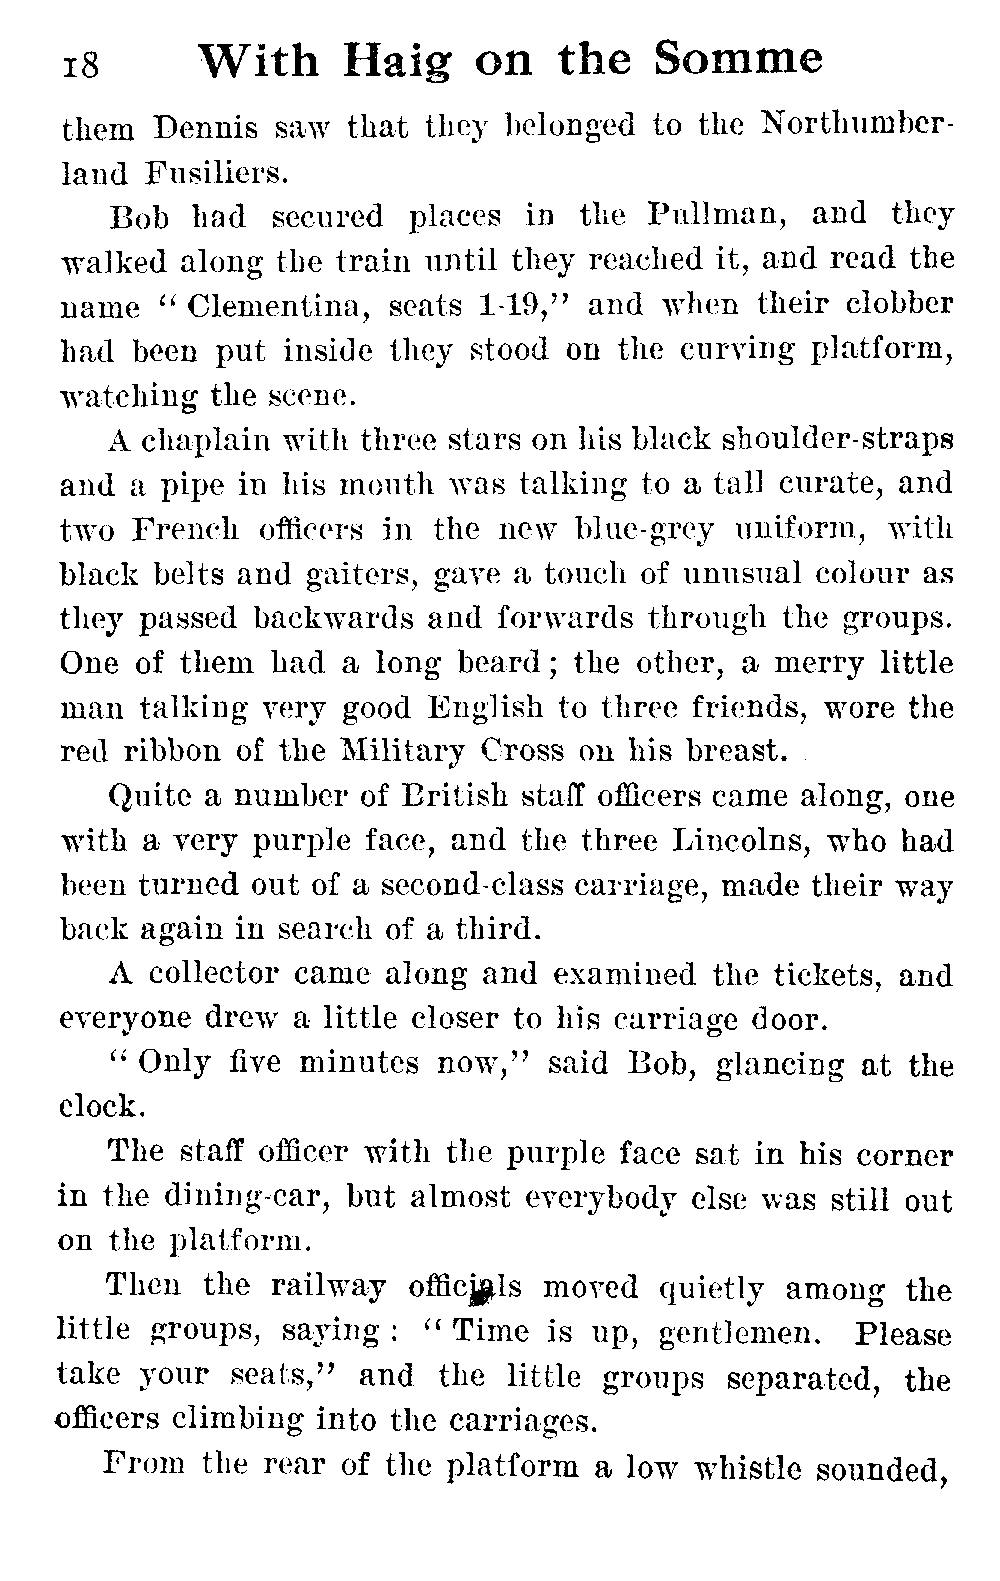 18 With Haig on the Somme
them Dennis saw that they belonged to the Northumber-
land Fusiliers.
Bob had secured places in the Pullman, and they
walked along the train until they reached it, and read the
name “ Clementina, seats 1-19,” and when their clobber
had been put inside they stood on the curving platform,
watching the scene.
A chaplain with three stars on his black shoulder-straps
and a pipe in his mouth was talking to a tall curate, and
two French officers in the new blue-grey uniform, with
black belts and gaiters, gave a touch of unusual colour as
they passed backwards and forwards through the groups.
One of them had a long beard ; the other, a merry little
man talking very good English to three friends, wore the
red ribbon of the Military Cross on his breast.
Quite a number of British staff officers came along, one
with a very purple face, and the three Lincolns, who had
been turned out of a second-class carriage, made their way
back again in search of a third.
A collector came along and examined the tickets, and
everyone drew a little closer to his carriage door.
“ Only five minutes now,” said Bob, glancing at the
clock.
The staff officer with the purple face sat in his corner
in the dining-car, but almost everybody else was still out
on the platform.
Then the railway officials moved quietly among the
little groups, saying : “ Time is up, gentlemen. Please
take your seats,” and the little groups separated, the
officers climbing into the carriages.
From the rear of the platform a low whistle sounded,